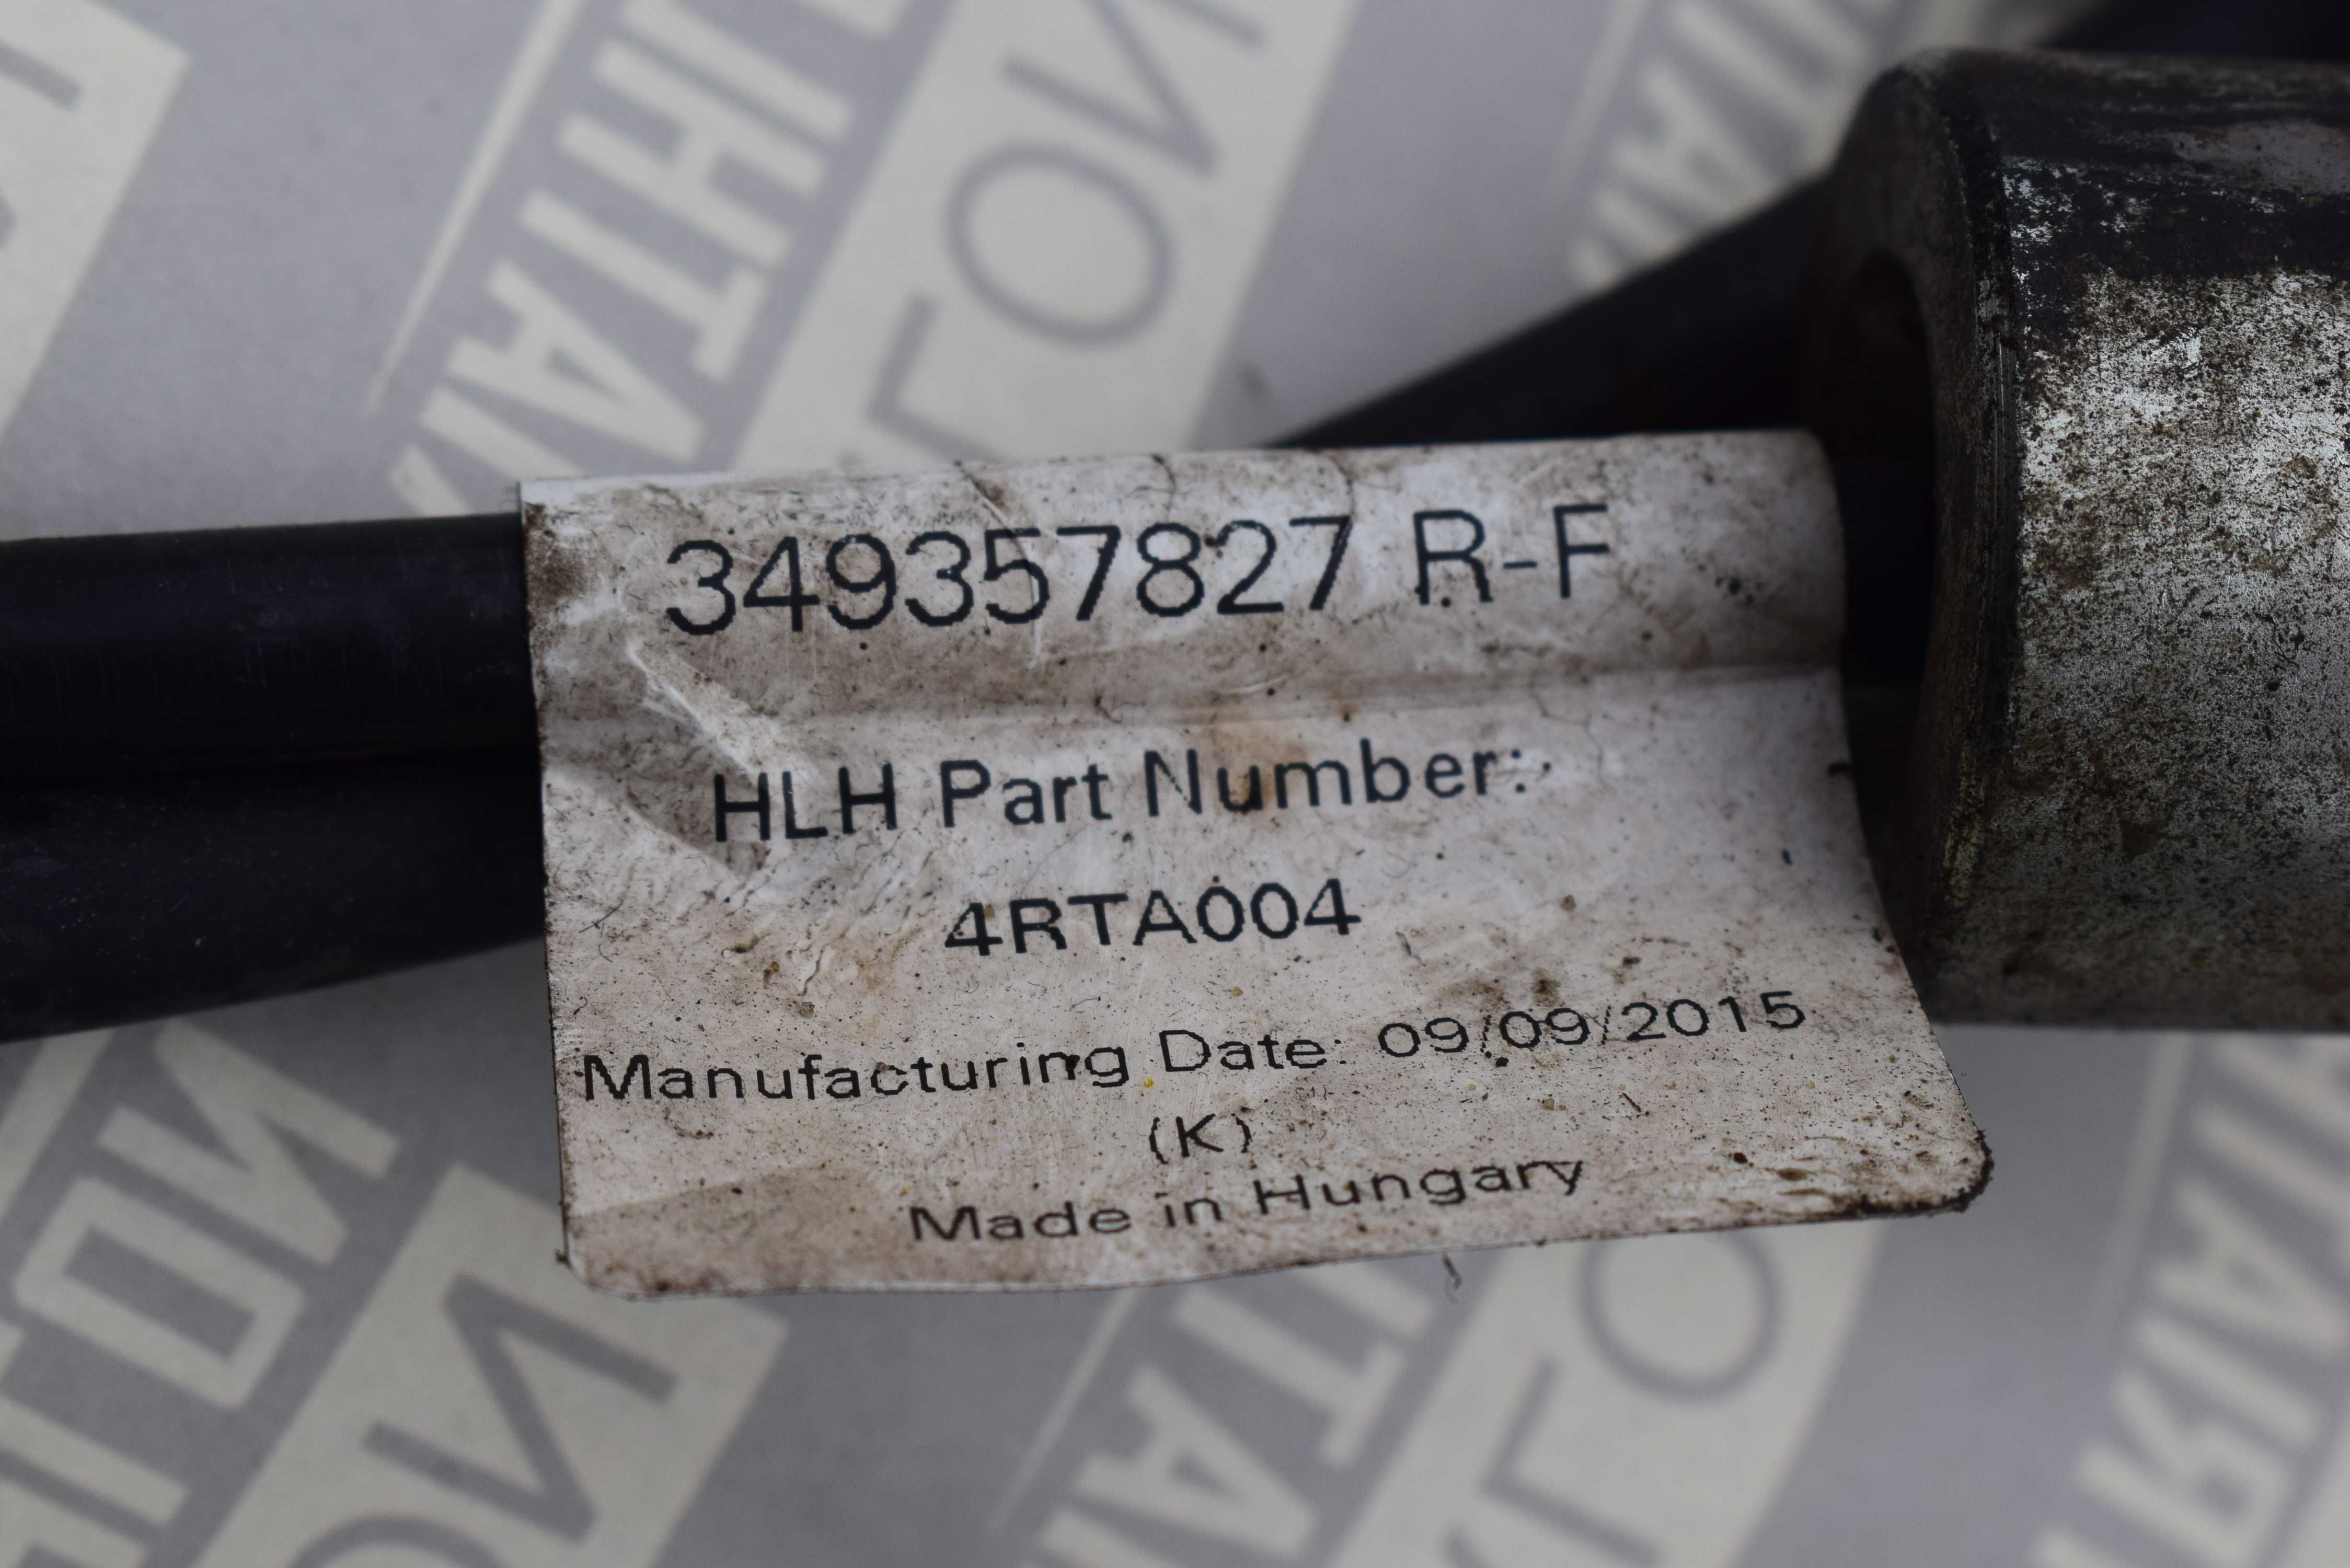 349357827 R-F
HLH Part Number:
4RTA004
Manufacturing Date: 09/09/2015
(K)
Made in Hungary